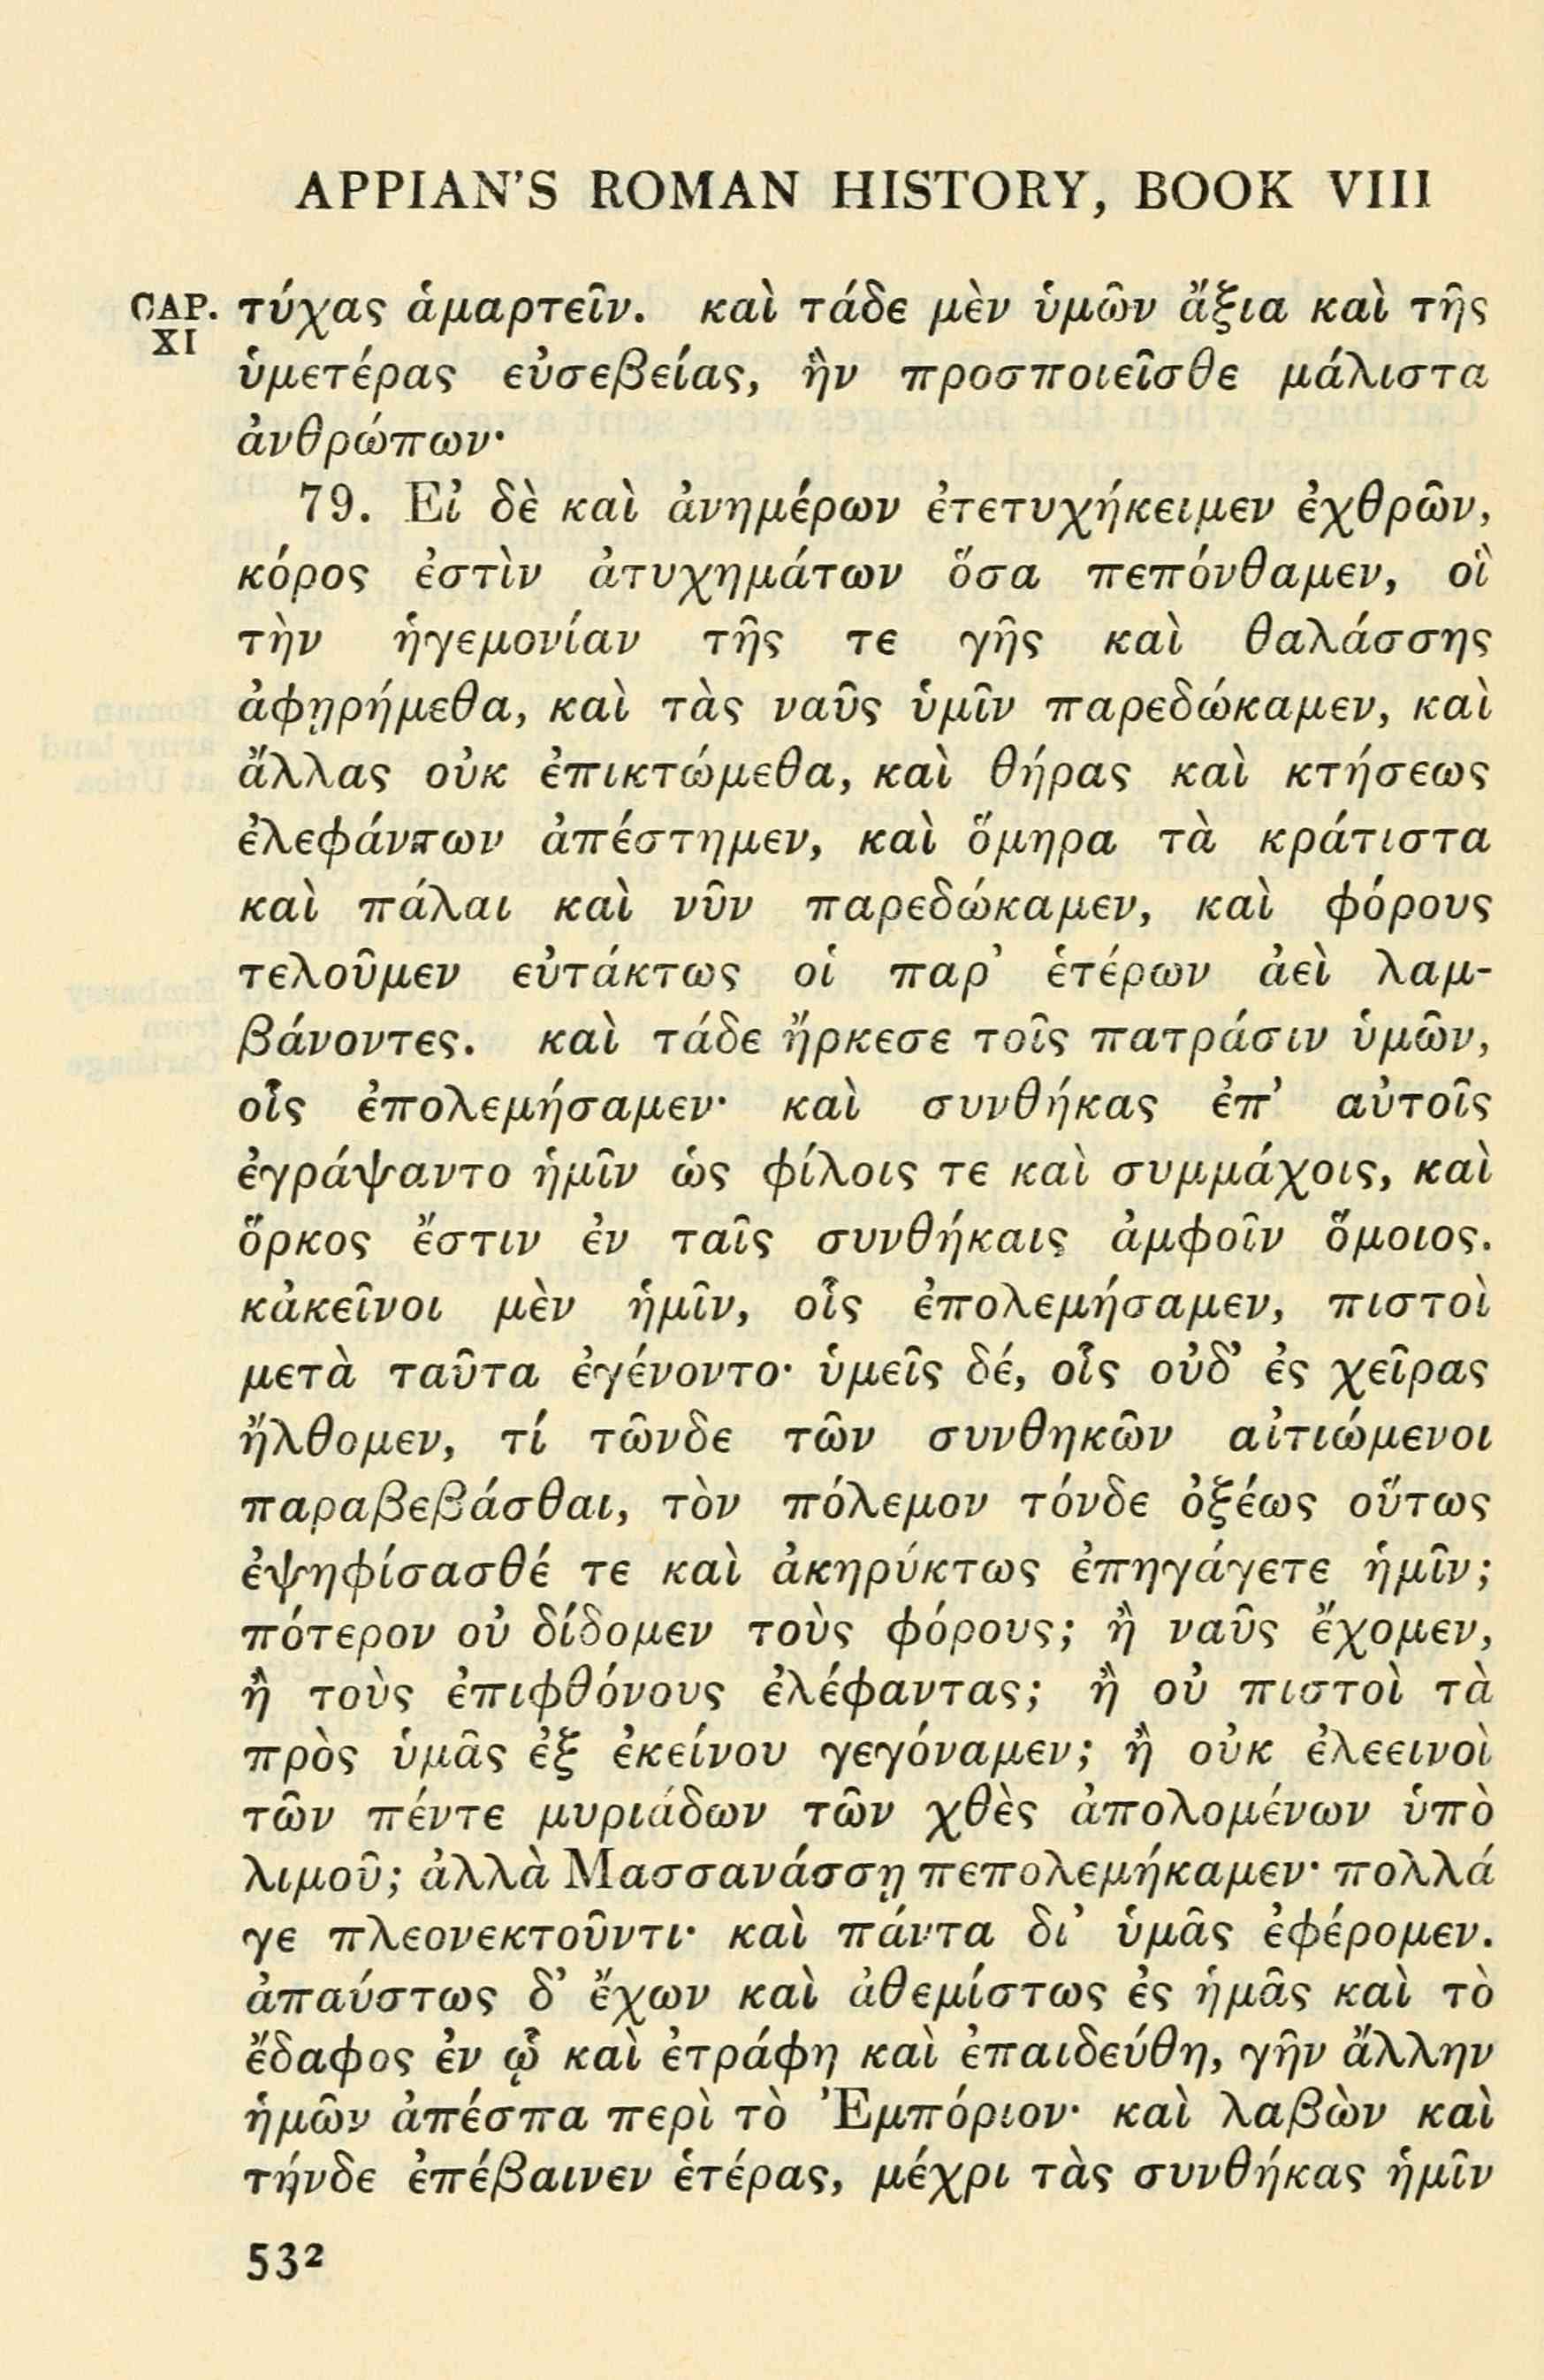 APPIAN'S ROMAN HISTORY, BOOK VIII
CAP. XI
τύχας ἁμαρτεῖν. καὶ τάδε μὲν ὑμῶν ἄξια καὶ τῆς
ὑμετέρας εὐσεβείας, ἣν προσποιεῖσθε μάλιστα
ἀνθρώπων·
79. Εἰ δὲ καὶ ἀνημέρων ἐτετυχήκειμεν ἐχθρῶν,
κόρος ἐστὶν ἀτυχημάτων ὅσα πεπόνθαμεν, οἳ
τὴν ἡγεμονίαν τῆς τε γῆς καὶ θαλάσσης
ἀφῃρήμεθα, καὶ τὰς ναῦς ὑμῖν παρεδώκαμεν, καὶ
ἄλλας οὐκ ἐπικτώμεθα, καὶ θήρας καὶ κτήσεως
ἐλεφάντων ἀπέστημεν, καὶ ὅμηρα τὰ κράτιστα
καὶ πάλαι καὶ νῦν παρεδώκαμεν, καὶ φόρους
τελοῦμεν εὐτάκτως οἱ παρ' ἑτέρων ἀεὶ λαμ-
βάνοντες. καὶ τάδε ἤρκεσε τοῖς πατράσιν ὑμῶν,
οἷς ἐπολεμήσαμεν· καὶ συνθήκας ἐπ' αὐτοῖς
ἐγράψαντο ἡμῖν ὡς φίλοις τε καὶ συμμάχοις, καὶ
ὅρκος ἔστιν ἐν ταῖς συνθήκαις ἀμφοῖν ὅμοιος.
κἀκεῖνοι μὲν ἡμῖν, οἷς ἐπολεμήσαμεν, πιστοὶ
μετὰ ταῦτα ἐγένοντο· ὑμεῖς δέ, οἷς οὐδ' ἐς χεῖρας
ἤλθομεν, τί τῶνδε τῶν συνθηκῶν αἰτιώμενοι
παραβεβάσθαι, τὸν πόλεμον τόνδε ὀξέως οὕτως
ἐψηφίσασθέ τε καὶ ἀκηρύκτως ἐπηγάγετε ἡμῖν;
πότερον οὐ δίδομεν τοὺς φόρους; ἢ ναῦς ἔχομεν,
ἢ τοὺς ἐπιφθόνους ἐλέφαντας; ἢ οὐ πιστοὶ τὰ
πρὸς ὑμᾶς ἐξ ἐκείνου γεγόναμεν; ἢ οὐκ ἐλεεινοὶ
τῶν πέντε μυριάδων τῶν χθὲς ἀπολομένων ὑπὸ
λιμοῦ; ἀλλὰ Μασσανάσσῃ πεπολεμήκαμεν· πολλά
γε πλεονεκτοῦντι· καὶ πάντα δι' ὑμᾶς ἐφέρομεν.
ἀπαύστως δ' ἔχων καὶ ἀθεμίστως ἐς ἡμᾶς καὶ τὸ
ἔδαφος ἐν ᾧ καὶ ἐτράφη καὶ ἐπαιδεύθη, γῆν ἄλλην
ἡμῶν ἀπέσπα περὶ τὸ Ἐμπόριον· καὶ λαβὼν καὶ
τήνδε ἐπέβαινεν ἑτέρας, μέχρι τὰς συνθήκας ἡμῖν
532